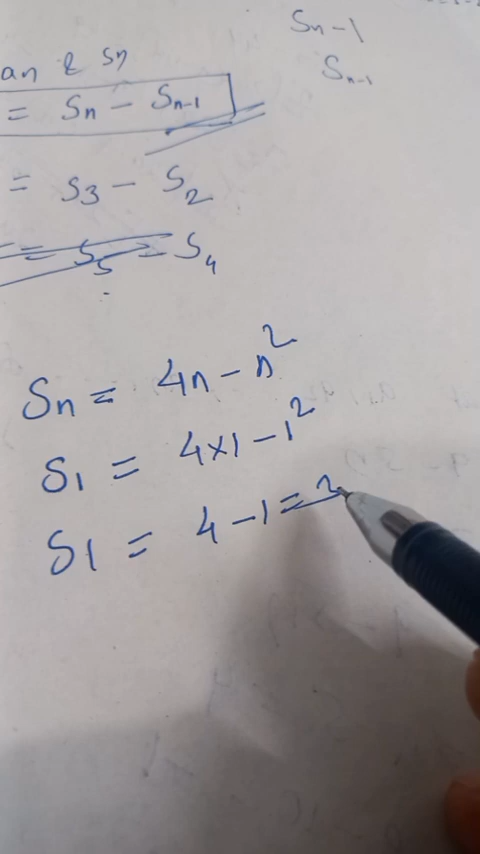 Sn-1
an & Sn
Sn-1
= Sn - Sn-1
= S3 - S2
= S5 = S4
Sn = 4n - n²
S1 = 4×1 - 1²
S1 = 4 - 1 =